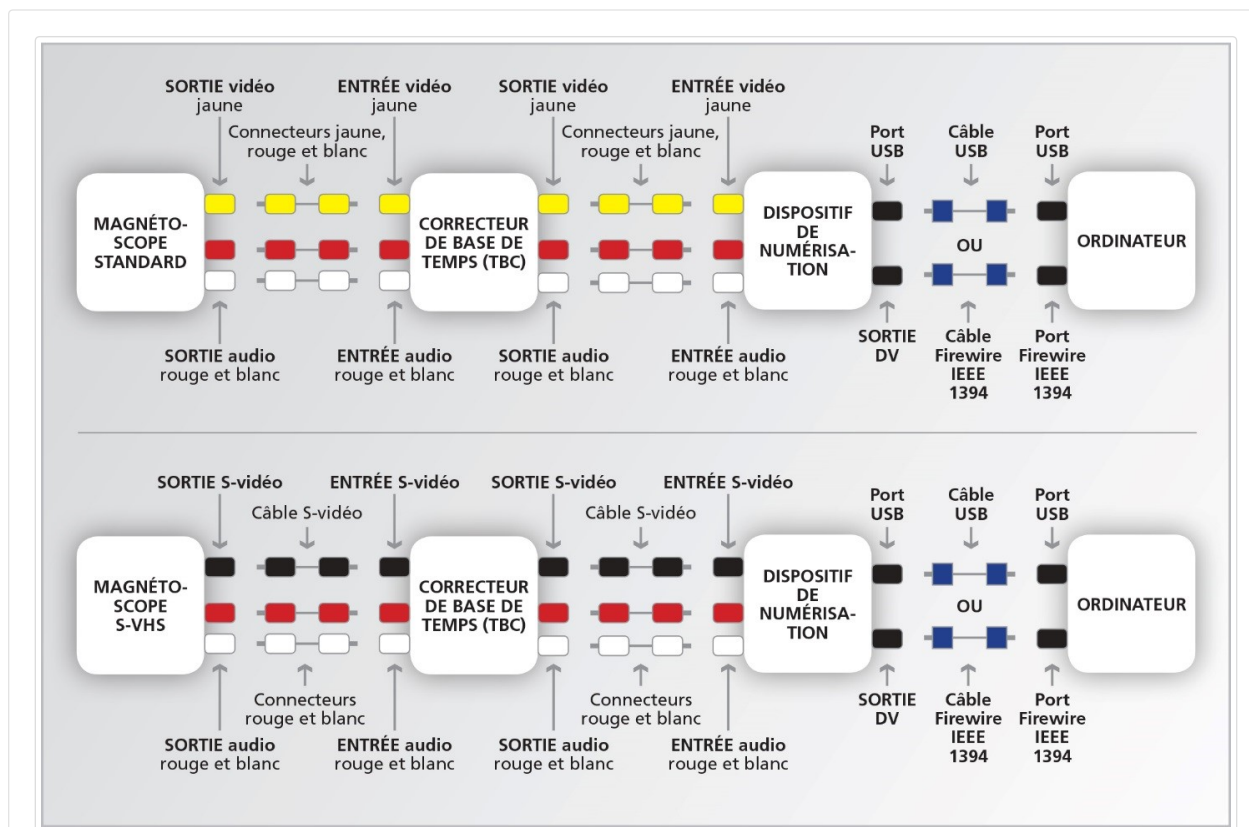 SORTIE vidéo
jaune
ENTRÉE vidéo
jaune
SORTIE vidéo
jaune
ENTRÉE vidéo
jaune
Connecteurs jaune,
rouge et blanc
Connecteurs jaune,
rouge et blanc
Port
USB
Câble
USB
Port
USB
MAGNÉTO-
SCOPE
STANDARD
CORRECTEUR
DE BASE DE
TEMPS (TBC)
DISPOSITIF
DE
NUMÉRISA-
TION
OU
ORDINATEUR
SORTIE audio
rouge et blanc
ENTRÉE audio
rouge et blanc
SORTIE audio
rouge et blanc
ENTRÉE audio
rouge et blanc
SORTIE
DV
Câble
Firewire
IEEE
1394
Port
Firewire
IEEE
1394
SORTIE S-vidéo
ENTRÉE S-vidéo
SORTIE S-vidéo
ENTRÉE S-vidéo
Câble S-vidéo
Câble S-vidéo
Port
USB
Câble
USB
Port
USB
MAGNÉTO-
SCOPE
S-VHS
CORRECTEUR
DE BASE DE
TEMPS (TBC)
DISPOSITIF
DE
NUMÉRISA-
TION
OU
ORDINATEUR
Connecteurs
rouge et blanc
Connecteurs
rouge et blanc
SORTIE audio
rouge et blanc
ENTRÉE audio
rouge et blanc
SORTIE audio
rouge et blanc
ENTRÉE audio
rouge et blanc
SORTIE
DV
Câble
Firewire
IEEE
1394
Port
Firewire
IEEE
1394